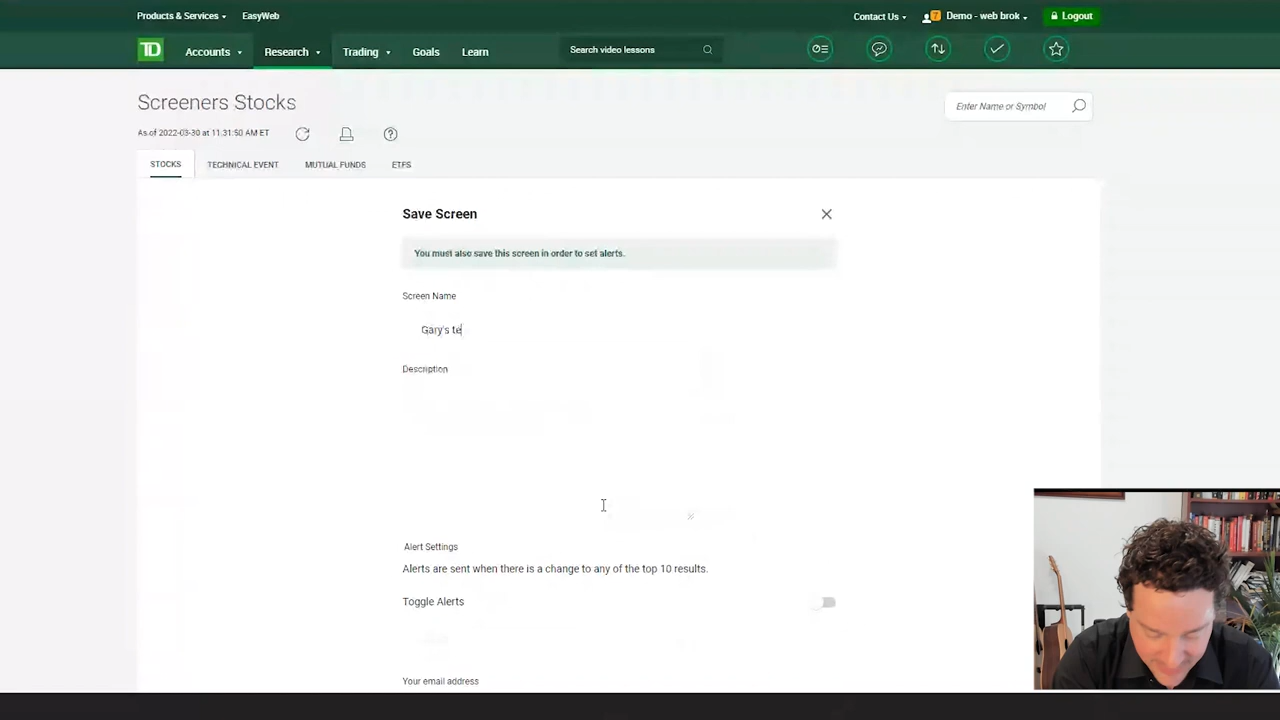 Products & Services
EasyWeb
Contact Us
7
Demo - web brok
Logout
TD
Accounts
Research
Trading
Goals
Learn
Search video lessons
Screeners Stocks
Enter Name or Symbol
As of 2022-03-30 at 11:31:50 AM ET
?
STOCKS
TECHNICAL EVENT
MUTUAL FUNDS
ETFS
Save Screen
You must also save this screen in order to set alerts.
Screen Name
Gary's te
Description
Alert Settings
Alerts are sent when there is a change to any of the top 10 results.
Toggle Alerts
Your email address